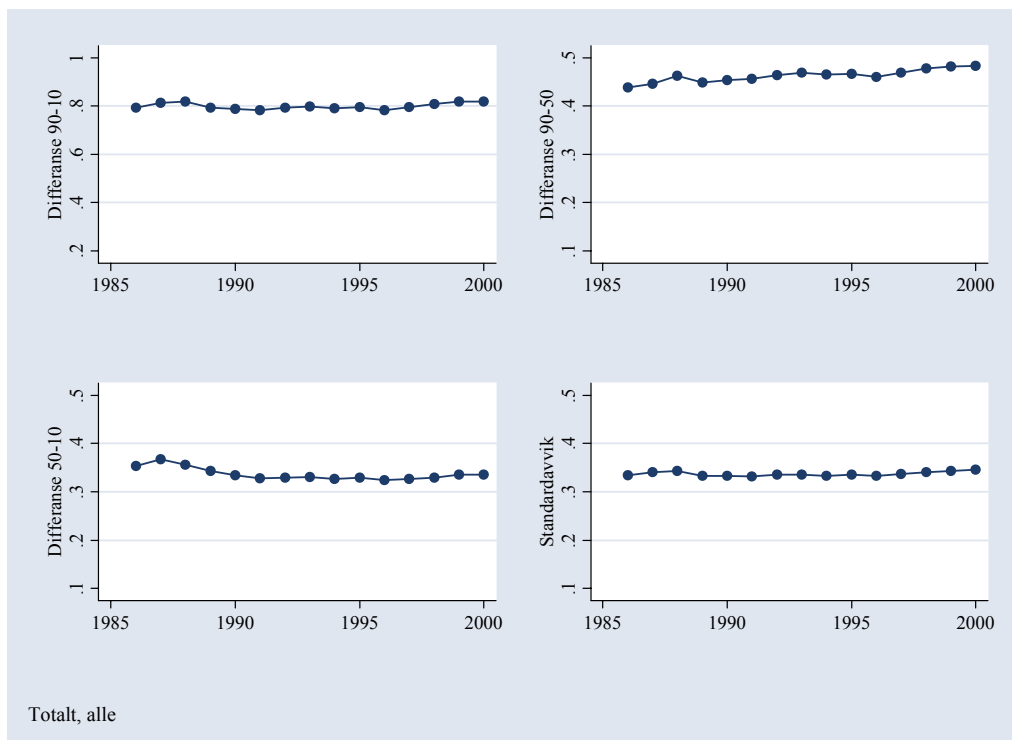 Differanse 90-10
1
.8
.6
.4
.2
1985 1990 1995 2000
Differanse 90-50
.5
.4
.3
.2
.1
1985 1990 1995 2000
Differanse 50-10
.5
.4
.3
.2
.1
1985 1990 1995 2000
Standardavvik
.5
.4
.3
.2
.1
1985 1990 1995 2000
Totalt, alle